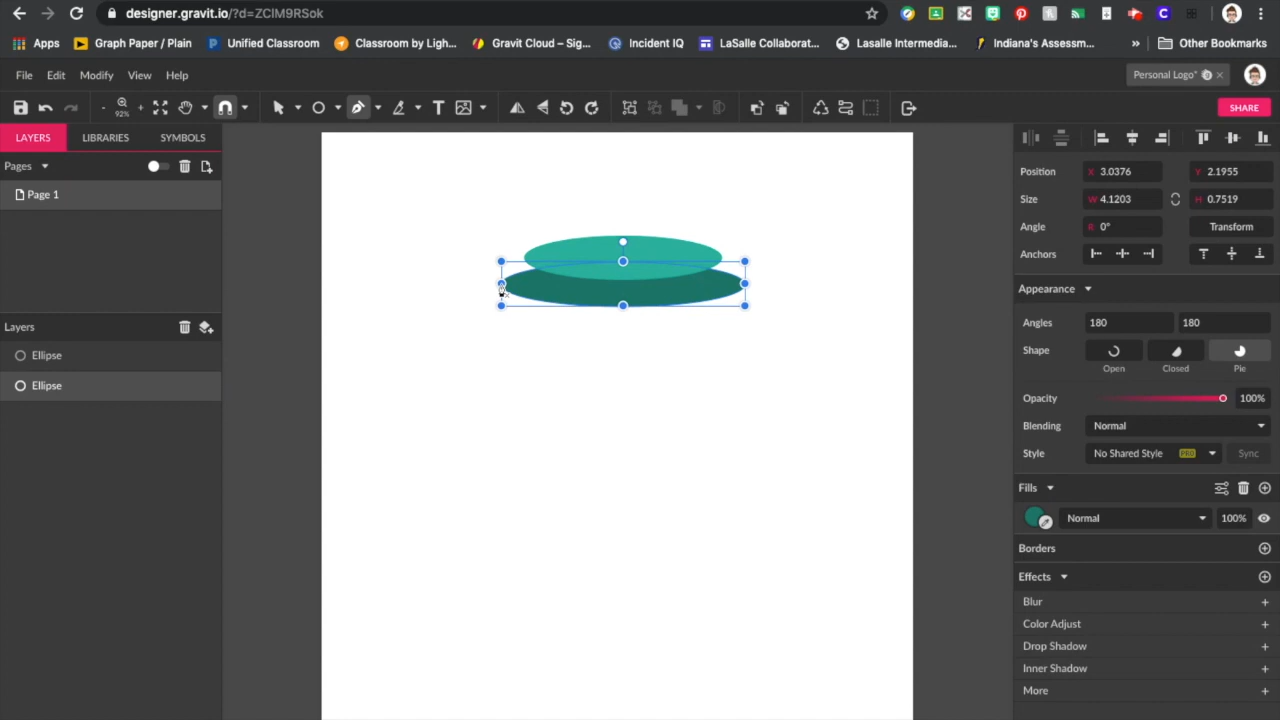 designer.gravit.io/?d=ZClM9RSok
Apps Graph Paper / Plain Unified Classroom Classroom by Ligh... Gravit Cloud – Sig... Incident IQ LaSalle Collaborat... Lasalle Intermedia... Indiana's Assessm... » Other Bookmarks
File Edit Modify View Help Personal Logo* ×
- 92% + T SHARE
LAYERS LIBRARIES SYMBOLS
Pages
Page 1
Layers
Ellipse
Ellipse
Position X 3.0376 Y 2.1955
Size W 4.1203 H 0.7519
Angle R 0° Transform
Anchors
Appearance
Angles 180 180
Shape Open Closed Pie
Opacity 100%
Blending Normal
Style No Shared Style PRO Sync
Fills
Normal 100%
Borders
Effects
Blur +
Color Adjust +
Drop Shadow +
Inner Shadow +
More +